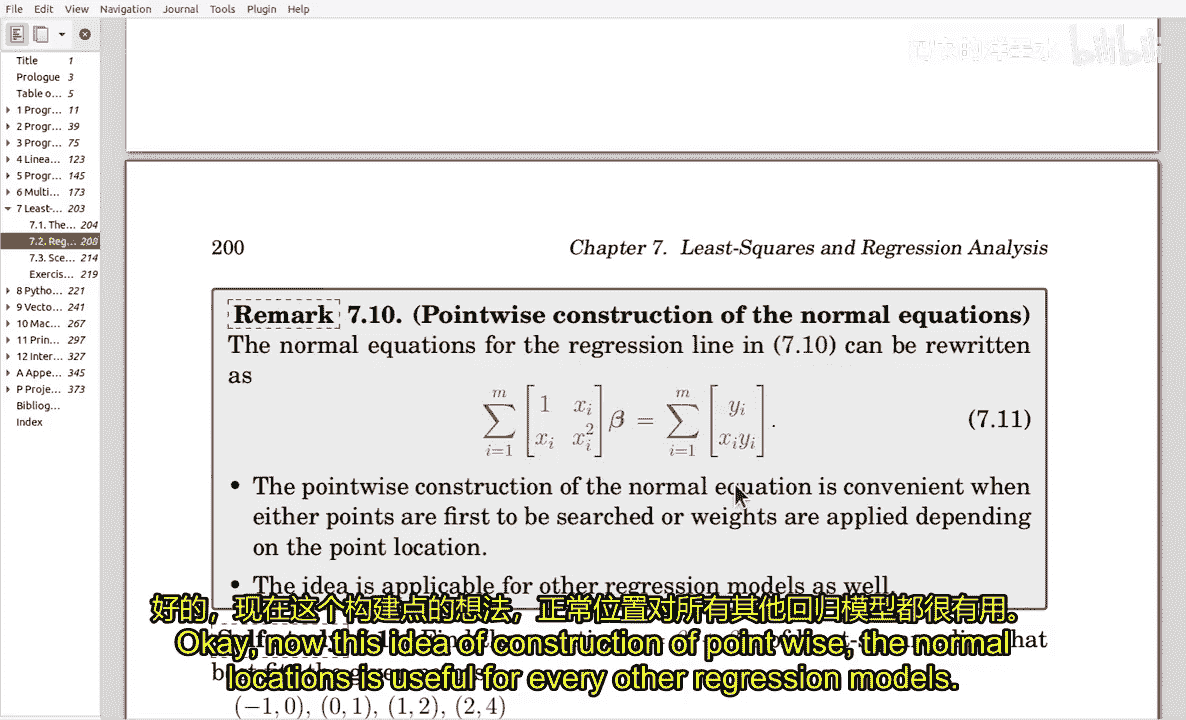 File Edit View Navigation Journal Tools Plugin Help
Title 1
Prologue 3
Table o... 5
1 Progr... 11
2 Progr... 39
3 Progr... 75
4 Linea... 123
5 Progr... 145
6 Multi... 173
7 Least-... 203
7.1. The... 204
7.2. Reg... 208
7.3. Sce... 214
Exercis... 219
8 Pytho... 221
9 Vecto... 241
10 Mac... 267
11 Prin... 297
12 Inter... 327
A Appe... 345
P Proje... 373
Bibliog...
Index
200 Chapter 7. Least-Squares and Regression Analysis
Remark 7.10. (Pointwise construction of the normal equations)
The normal equations for the regression line in (7.10) can be rewritten
as
∑_{i=1}^{m} [1 x_i; x_i x_i^2] β = ∑_{i=1}^{m} [y_i; x_i y_i]. (7.11)
• The pointwise construction of the normal equation is convenient when
either points are first to be searched or weights are applied depending
on the point location.
• The idea is applicable for other regression models as well.
(−1,0), (0,1), (1,2), (2,4)
好的，现在这个构建点的想法，正常位置对所有其他回归模型都很有用。
Okay, now this idea of construction of point wise, the normal
locations is useful for every other regression models.